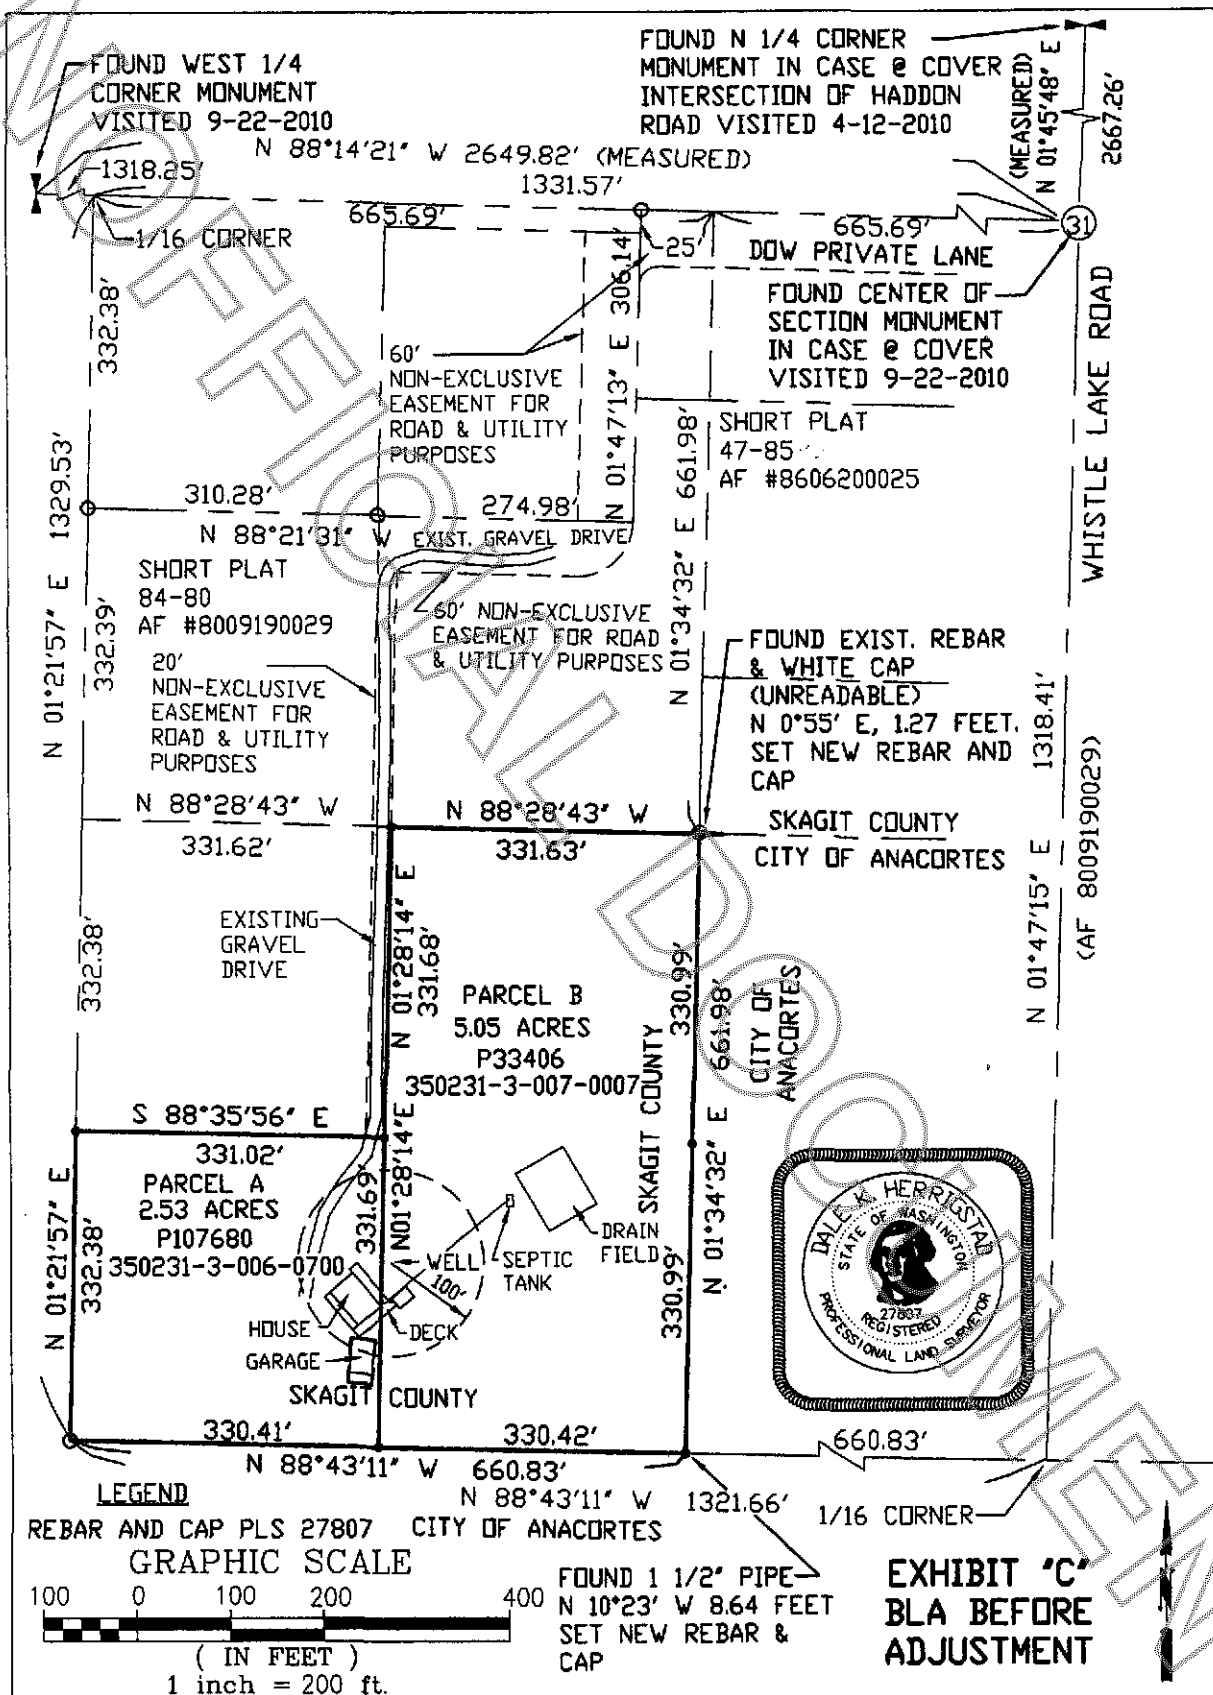 FOUND WEST 1/4
CORNER MONUMENT
VISITED 9-22-2010
FOUND N 1/4 CORNER
MONUMENT IN CASE @ COVER
INTERSECTION OF HADDON
ROAD VISITED 4-12-2010
(MEASURED)
N 01°45'48" E
2667.26'
N 88°14'21" W 2649.82' (MEASURED)
1318.25'
1331.57'
665.69'
665.69'
31
1/16 CORNER
25'
DOW PRIVATE LANE
FOUND CENTER OF
SECTION MONUMENT
IN CASE @ COVER
VISITED 9-22-2010
WHISTLE LAKE ROAD
332.38'
60'
NON-EXCLUSIVE
EASEMENT FOR
ROAD & UTILITY
PURPOSES
N 01°47'13" E 306.14'
SHORT PLAT
47-85
AF #8606200025
N 01°34'32" E 661.98'
N 01°21'57" E 1329.53'
310.28'
274.98'
N 88°21'31" W
EXIST. GRAVEL DRIVE
SHORT PLAT
84-80
AF #8009190029
332.39'
60' NON-EXCLUSIVE
EASEMENT FOR ROAD
& UTILITY PURPOSES
20'
NON-EXCLUSIVE
EASEMENT FOR
ROAD & UTILITY
PURPOSES
FOUND EXIST. REBAR
& WHITE CAP
(UNREADABLE)
N 0°55' E, 1.27 FEET.
SET NEW REBAR AND
CAP
N 01°47'15" E 1318.41'
(AF 8009190029)
N 88°28'43" W
331.62'
N 88°28'43" W
331.63'
SKAGIT COUNTY
CITY OF ANACORTES
332.38'
EXISTING
GRAVEL
DRIVE
N 01°28'14" E
331.68'
PARCEL B
5.05 ACRES
P33406
350231-3-007-0007
SKAGIT COUNTY
330.99'
N 01°34'32" E 661.98'
CITY OF
ANACORTES
S 88°35'56" E
331.02'
PARCEL A
2.53 ACRES
P107680
350231-3-006-0700
N 01°21'57" E
332.38'
331.69'
N01°28'14"E
WELL
100'
SEPTIC
TANK
DRAIN
FIELD
330.99'
HOUSE
DECK
GARAGE
SKAGIT COUNTY
DALE K. HERRIGSTAD
STATE OF WASHINGTON
27807
REGISTERED
PROFESSIONAL LAND SURVEYOR
330.41'
330.42'
660.83'
N 88°43'11" W 660.83'
N 88°43'11" W 1321.66'
1/16 CORNER
LEGEND
REBAR AND CAP PLS 27807
CITY OF ANACORTES
GRAPHIC SCALE
100 0 100 200 400
( IN FEET )
1 inch = 200 ft.
FOUND 1 1/2" PIPE
N 10°23' W 8.64 FEET
SET NEW REBAR &
CAP
EXHIBIT "C"
BLA BEFORE
ADJUSTMENT
UNOFFICIAL DOCUMENT